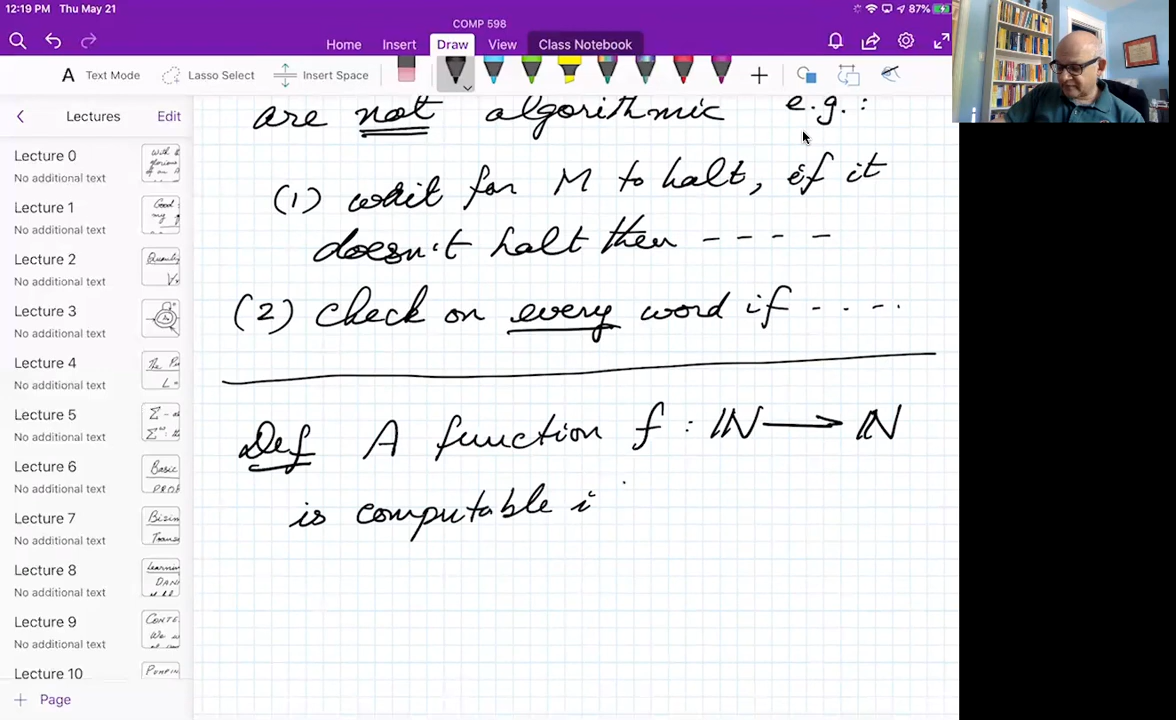 12:19 PM Thu May 21
87%
COMP 598
Home Insert Draw View Class Notebook
A Text Mode Lasso Select Insert Space
Lectures Edit
Lecture 0
No additional text
Lecture 1
No additional text
Lecture 2
No additional text
Lecture 3
No additional text
Lecture 4
No additional text
Lecture 5
No additional text
Lecture 6
No additional text
Lecture 7
No additional text
Lecture 8
No additional text
Lecture 9
No additional text
Lecture 10
+ Page
are not algorithmic e.g.:
(1) wait for M to halt, if it
doesn't halt then - - - -
(2) Check on every word if - - - .
Def A function f : ℕ ⟶ ℕ
is computable i